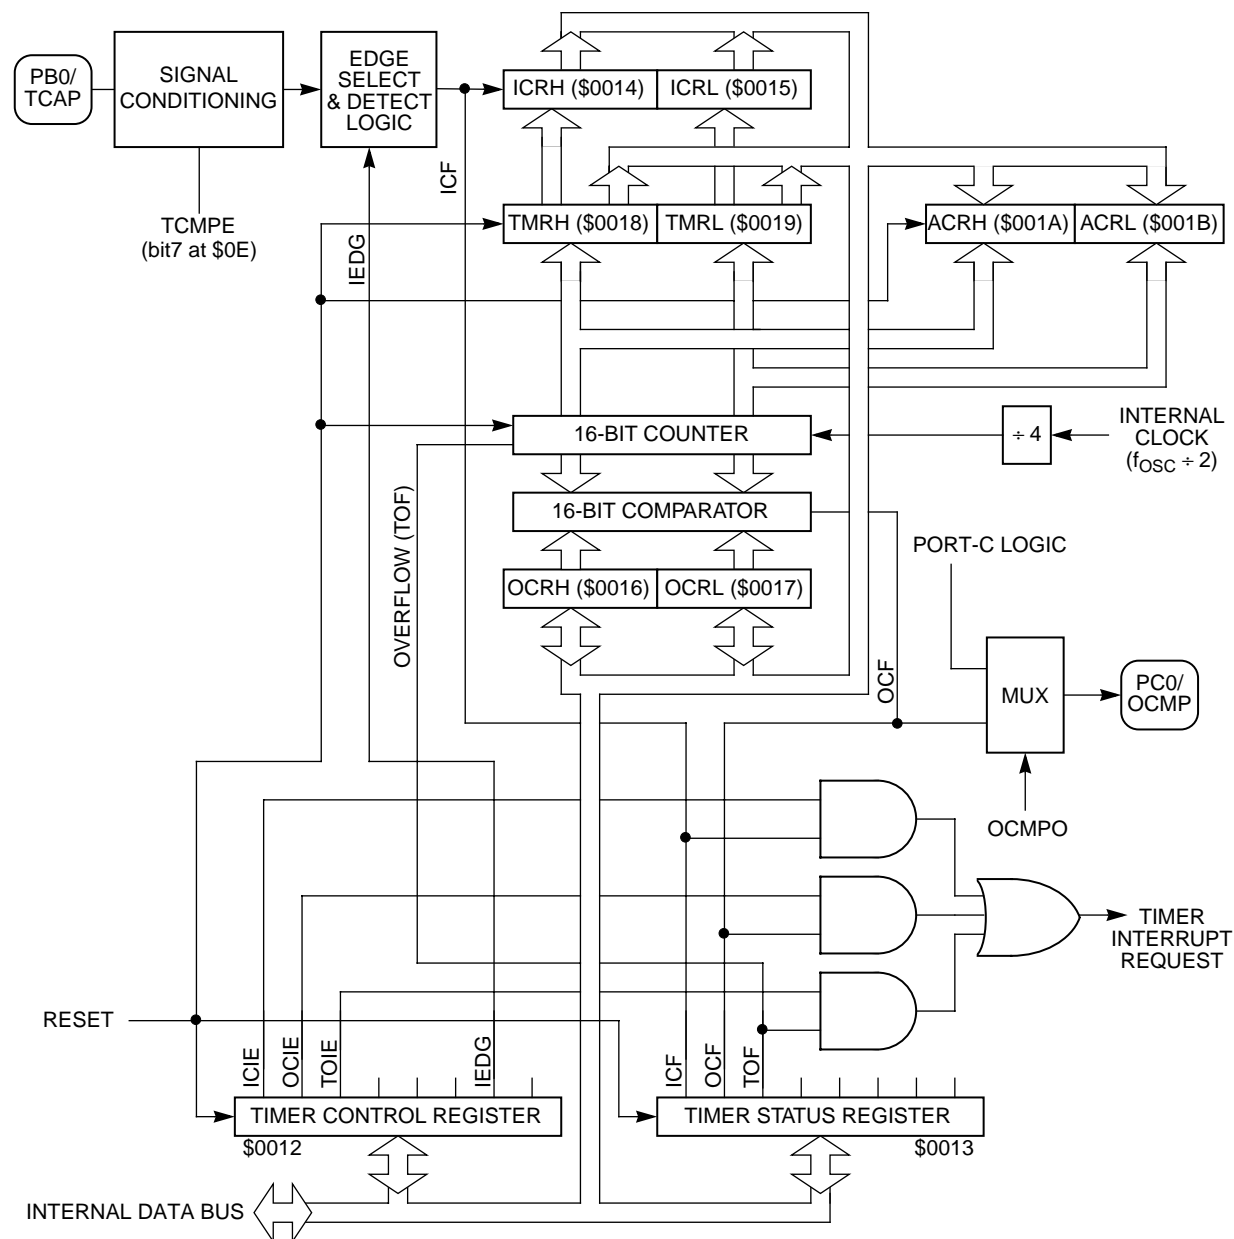 PB0/
TCAP
SIGNAL
CONDITIONING
EDGE
SELECT
& DETECT
LOGIC
ICRH ($0014)
ICRL ($0015)
ICF
TCMPE
(bit7 at $0E)
IEDG
TMRH ($0018)
TMRL ($0019)
ACRH ($001A)
ACRL ($001B)
16-BIT COUNTER
÷ 4
INTERNAL
CLOCK
(fOSC ÷ 2)
16-BIT COMPARATOR
OVERFLOW (TOF)
PORT-C LOGIC
OCRH ($0016)
OCRL ($0017)
OCF
MUX
PC0/
OCMP
OCMPO
TIMER
INTERRUPT
REQUEST
RESET
ICIE
OCIE
TOIE
IEDG
ICF
OCF
TOF
TIMER CONTROL REGISTER
$0012
TIMER STATUS REGISTER
$0013
INTERNAL DATA BUS